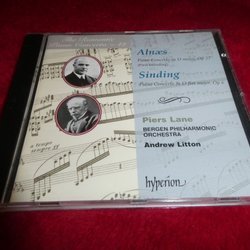 The Romantic
Piano Concerto
Alnæs
Piano Concerto in D major, Op 27
Sinding
Piano Concerto in D flat major, Op 6
Piers Lane
BERGEN PHILHARMONIC
ORCHESTRA
Andrew Litton
a tempo
hyperion